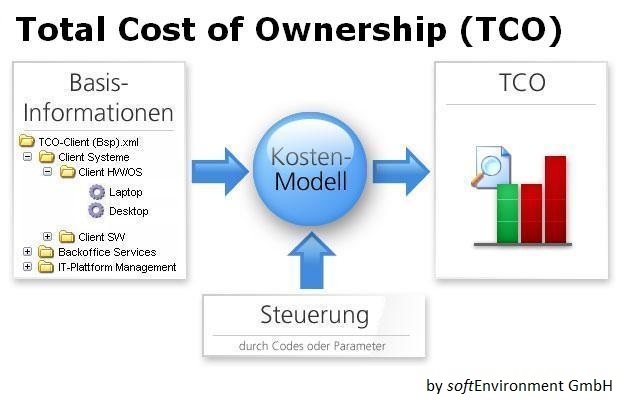 Total Cost of Ownership (TCO)
Basis-
Informationen
TCO-Client (Bsp).xml
Client Systeme
Client HW/OS
Laptop
Desktop
Client SW
Backoffice Services
IT-Plattform Management
Kosten-
Modell
TCO
Steuerung
durch Codes oder Parameter
by softEnvironment GmbH